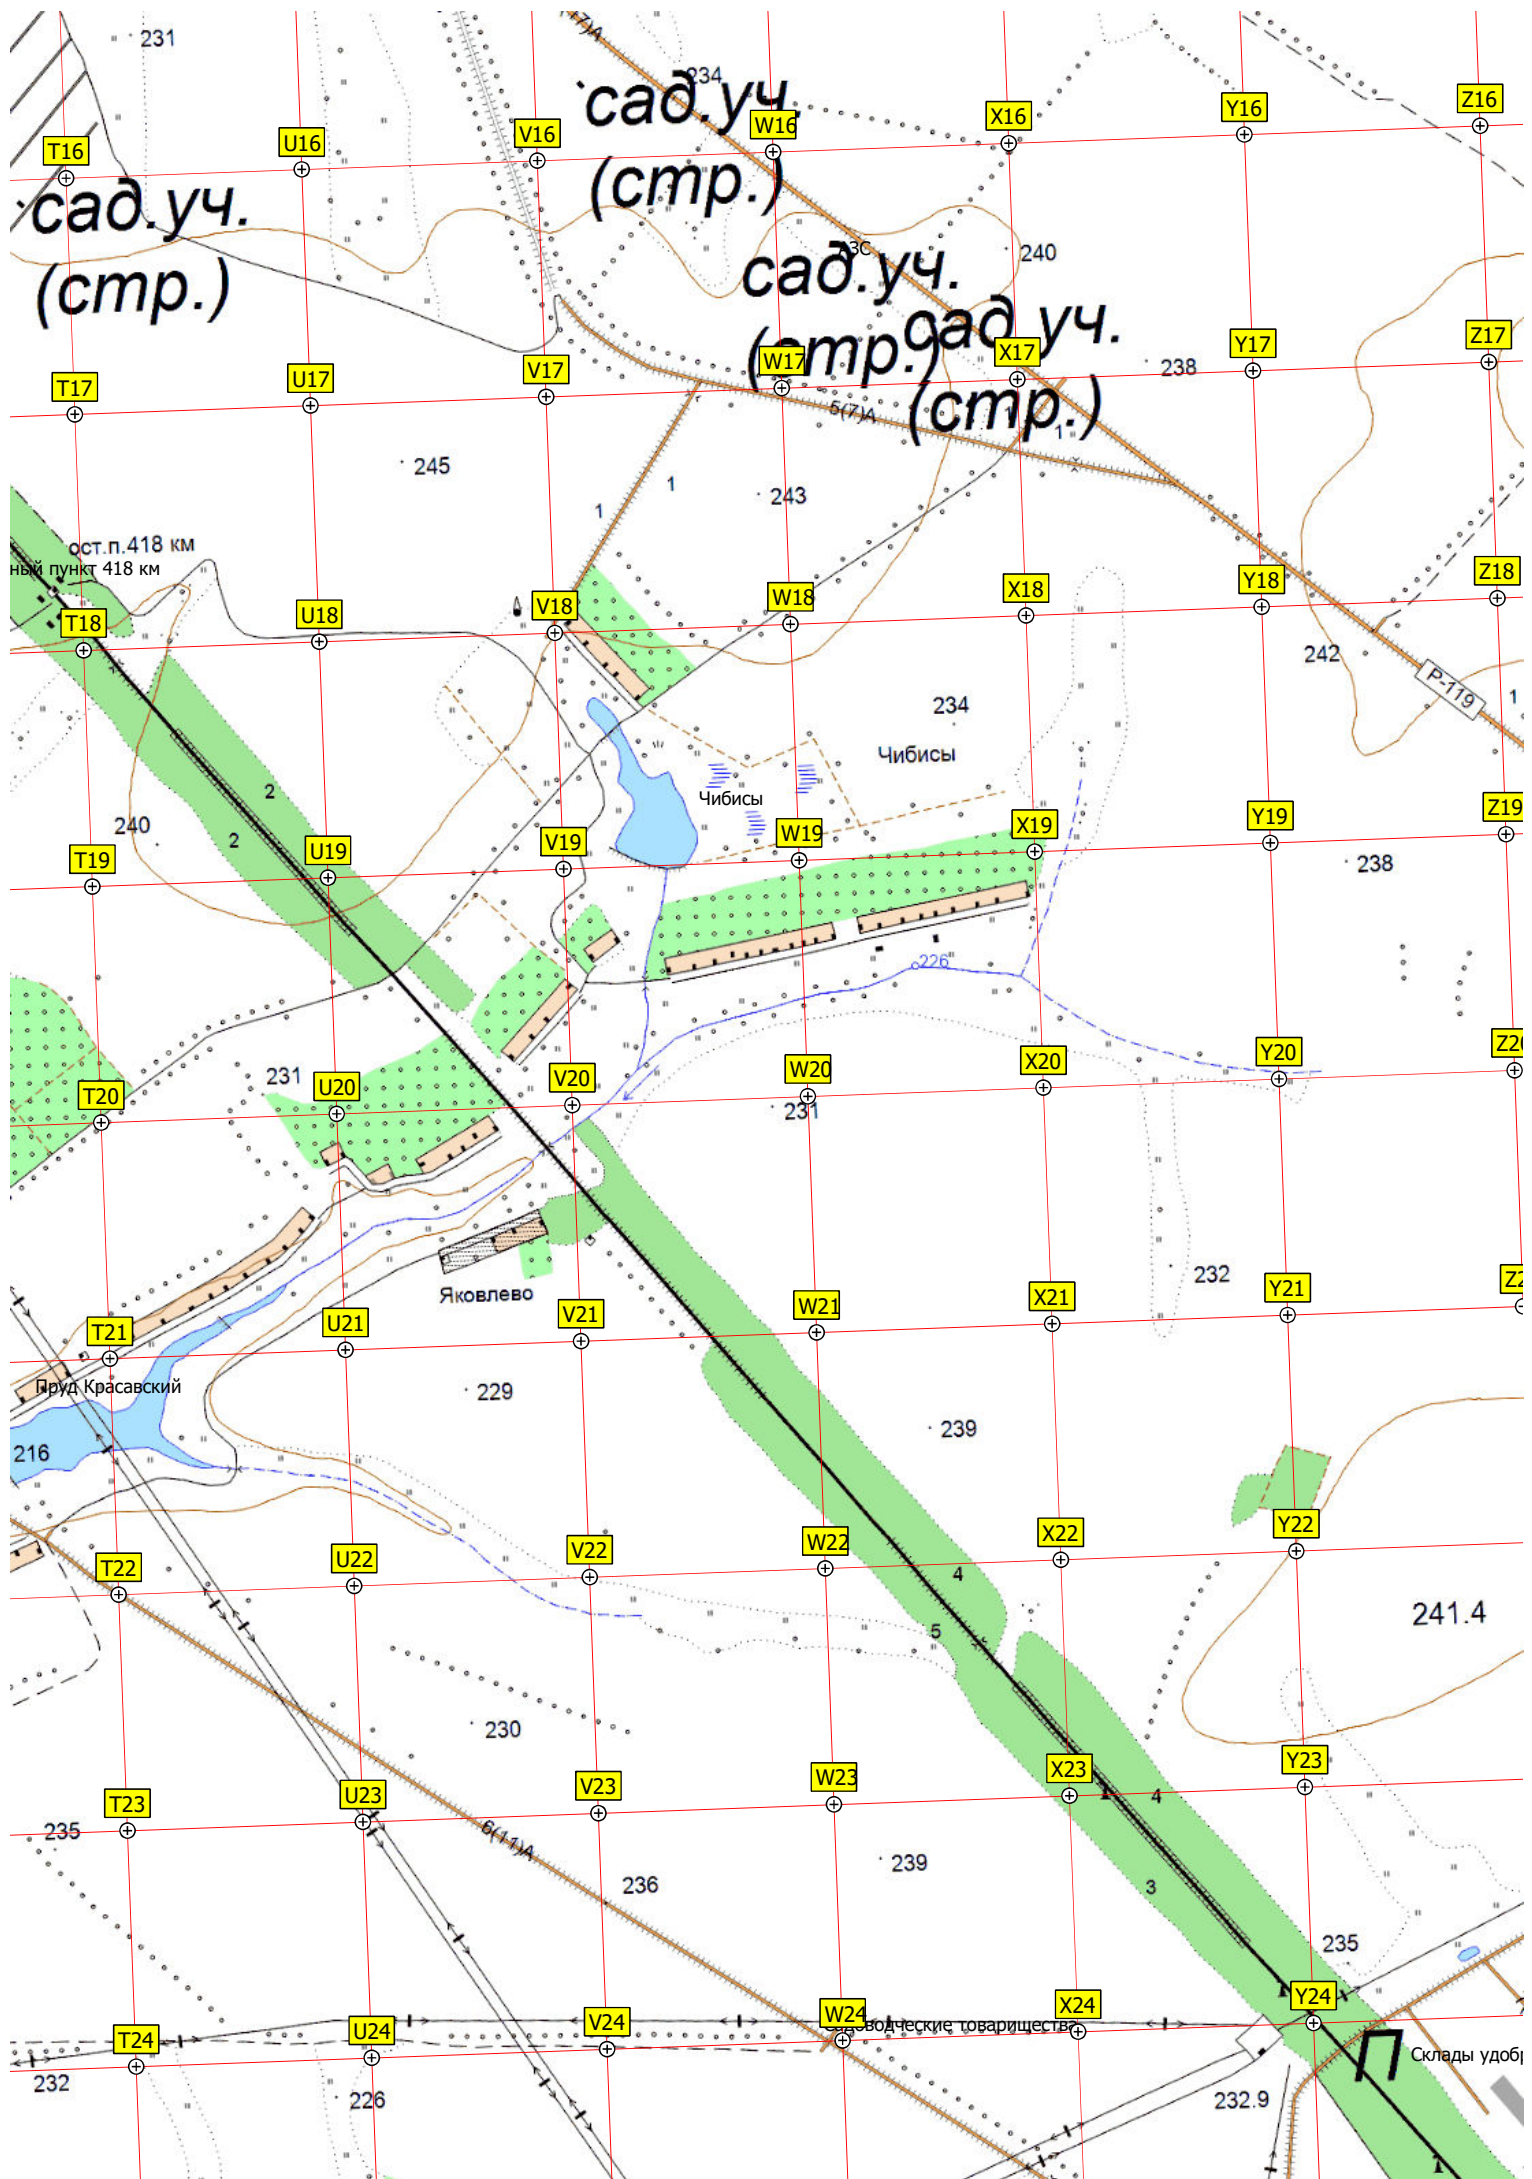 231
(17)А
234
Z16
Y16
X16
W16
V16
U16
T16
сад.уч.
(стр.)
сад.уч.
(стр.)
240
сад.уч.
(стр.)
сад.уч.
(стр.)
Z17
Y17
X17
W17
V17
U17
T17
238
5(7)А
1
1
245
243
1
1
ост.п.418 км
ный пункт 418 км
Z18
Y18
X18
W18
V18
U18
T18
242
Р-119
1
234
Чибисы
Чибисы
2
2
240
Z19
Y19
X19
W19
V19
U19
T19
238
226
Y20
X20
W20
V20
U20
T20
231
231
232
Яковлево
Y21
X21
W21
V21
U21
T21
Пруд Красавский
229
239
216
Y22
X22
W22
V22
U22
T22
4
5
241.4
230
Y23
X23
W23
V23
U23
T23
4
235
6(11)А
239
236
3
235
Y24
X24
W24
V24
U24
T24
водческие товарищества
П
Склады удобр
232
226
232.9